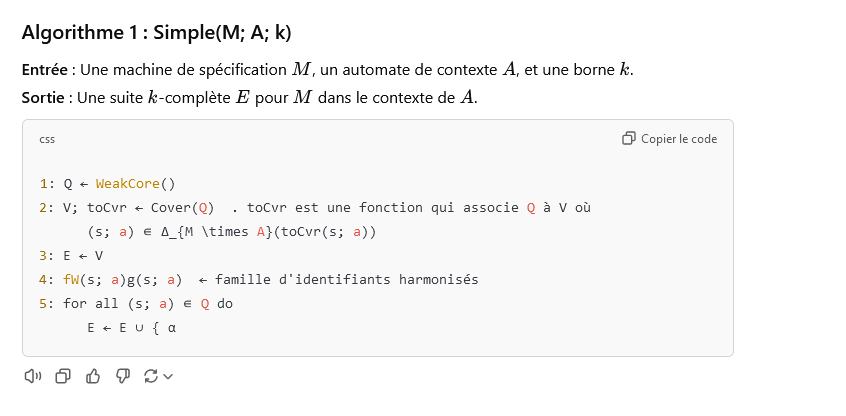 Algorithme 1 : Simple(M; A; k)
Entrée : Une machine de spécification M, un automate de contexte A, et une borne k.
Sortie : Une suite k-complète E pour M dans le contexte de A.
css
Copier le code
1: Q ← WeakCore()
2: V; toCvr ← Cover(Q)  . toCvr est une fonction qui associe Q à V où
(s; a) ∈ Δ_{M \times A}(toCvr(s; a))
3: E ← V
4: fW(s; a)g(s; a)  ← famille d'identifiants harmonisés
5: for all (s; a) ∈ Q do
E ← E ∪ { α